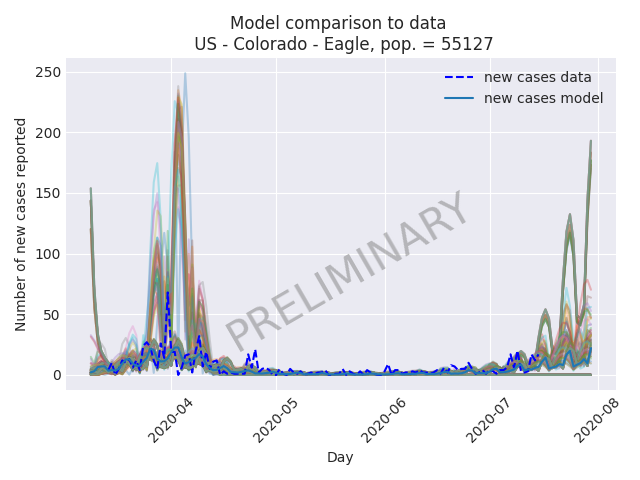 Model comparison to data
US - Colorado - Eagle, pop. = 55127
Number of new cases reported
250
200
150
100
50
0
new cases data
new cases model
PRELIMINARY
2020-04
2020-05
2020-06
2020-07
2020-08
Day